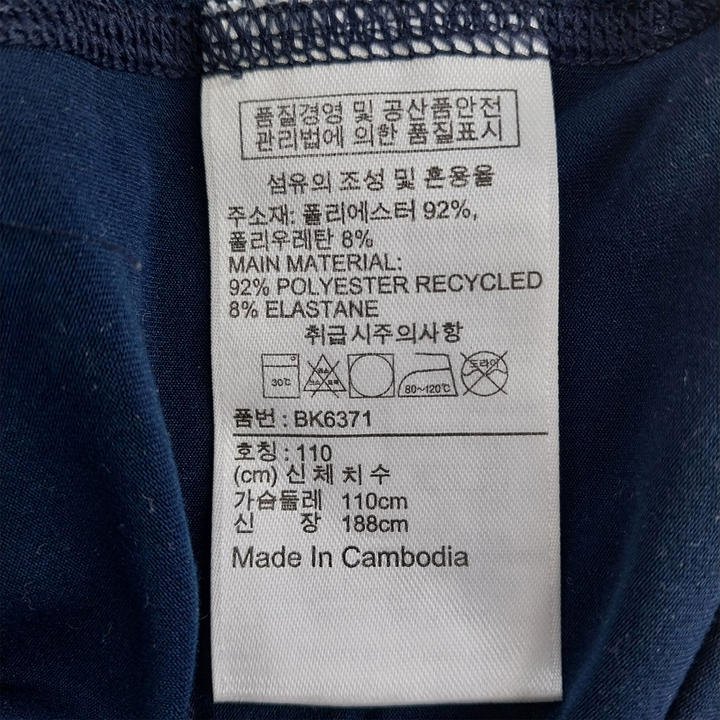 품질경영 및 공산품안전
관리법에 의한 품질표시
섬유의 조성 및 혼용율
주소재: 폴리에스터 92%,
폴리우레탄 8%
MAIN MATERIAL:
92% POLYESTER RECYCLED
8% ELASTANE
취급시주의사항
30℃ 80~120℃ 드라이
품번 : BK6371
호칭 : 110
(cm) 신 체 치 수
가슴둘레 110cm
신 장 188cm
Made In Cambodia